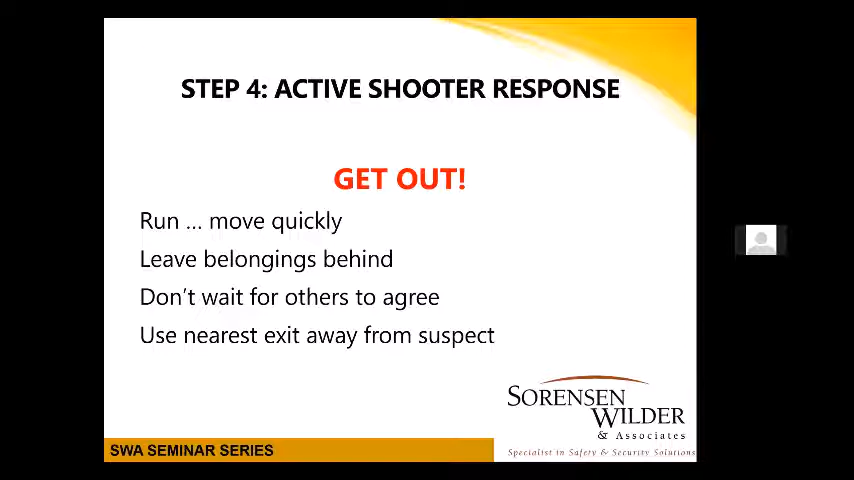 STEP 4: ACTIVE SHOOTER RESPONSE
GET OUT!
Run ... move quickly
Leave belongings behind
Don't wait for others to agree
Use nearest exit away from suspect
SORENSEN
WILDER
& Associates
Specialist in Safety & Security Solutions
SWA SEMINAR SERIES